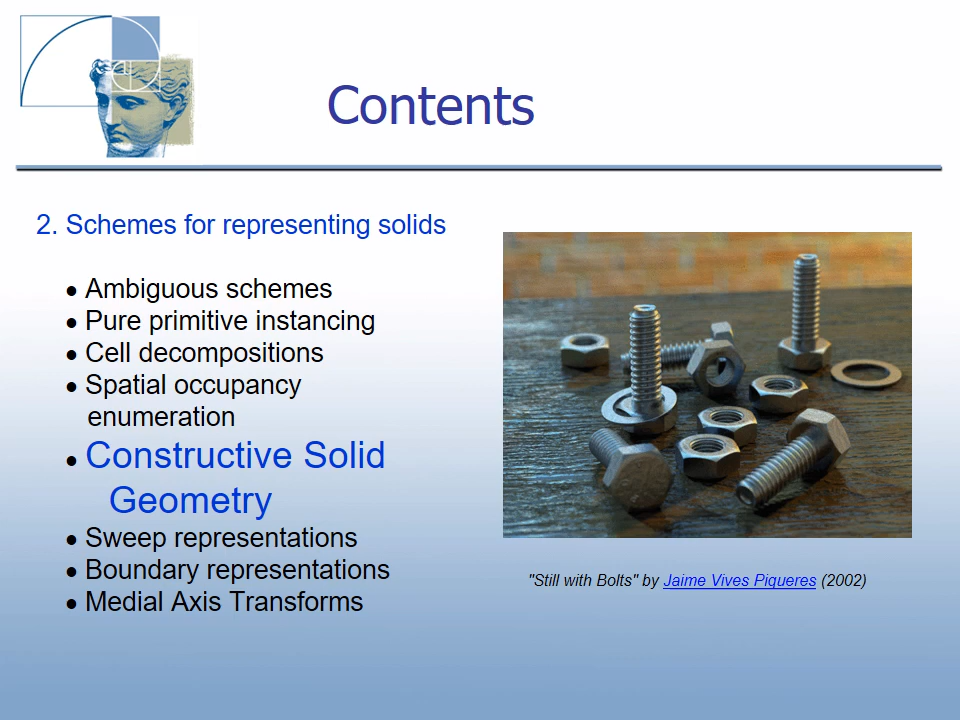 Contents
2. Schemes for representing solids
• Ambiguous schemes
• Pure primitive instancing
• Cell decompositions
• Spatial occupancy
enumeration
• Constructive Solid
Geometry
• Sweep representations
• Boundary representations
• Medial Axis Transforms
"Still with Bolts" by Jaime Vives Piqueres (2002)